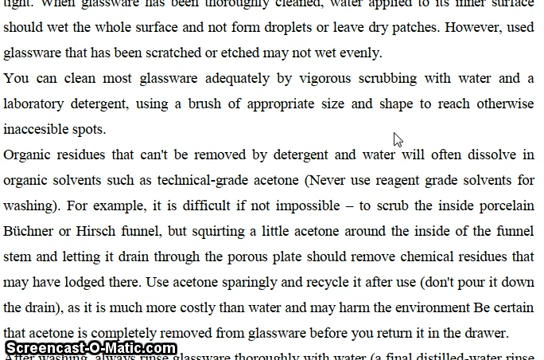 tight. When glassware has been thoroughly cleaned, water applied to its inner surface
should wet the whole surface and not form droplets or leave dry patches. However, used
glassware that has been scratched or etched may not wet evenly.
You can clean most glassware adequately by vigorous scrubbing with water and a
laboratory detergent, using a brush of appropriate size and shape to reach otherwise
inaccesible spots.
Organic residues that can't be removed by detergent and water will often dissolve in
organic solvents such as technical-grade acetone (Never use reagent grade solvents for
washing). For example, it is difficult if not impossible – to scrub the inside porcelain
Büchner or Hirsch funnel, but squirting a little acetone around the inside of the funnel
stem and letting it drain through the porous plate should remove chemical residues that
may have lodged there. Use acetone sparingly and recycle it after use (don't pour it down
the drain), as it is much more costly than water and may harm the environment Be certain
that acetone is completely removed from glassware before you return it in the drawer.
After washing, always rinse glassware thoroughly with water (a final distilled-water rinse
Screencast-O-Matic.com